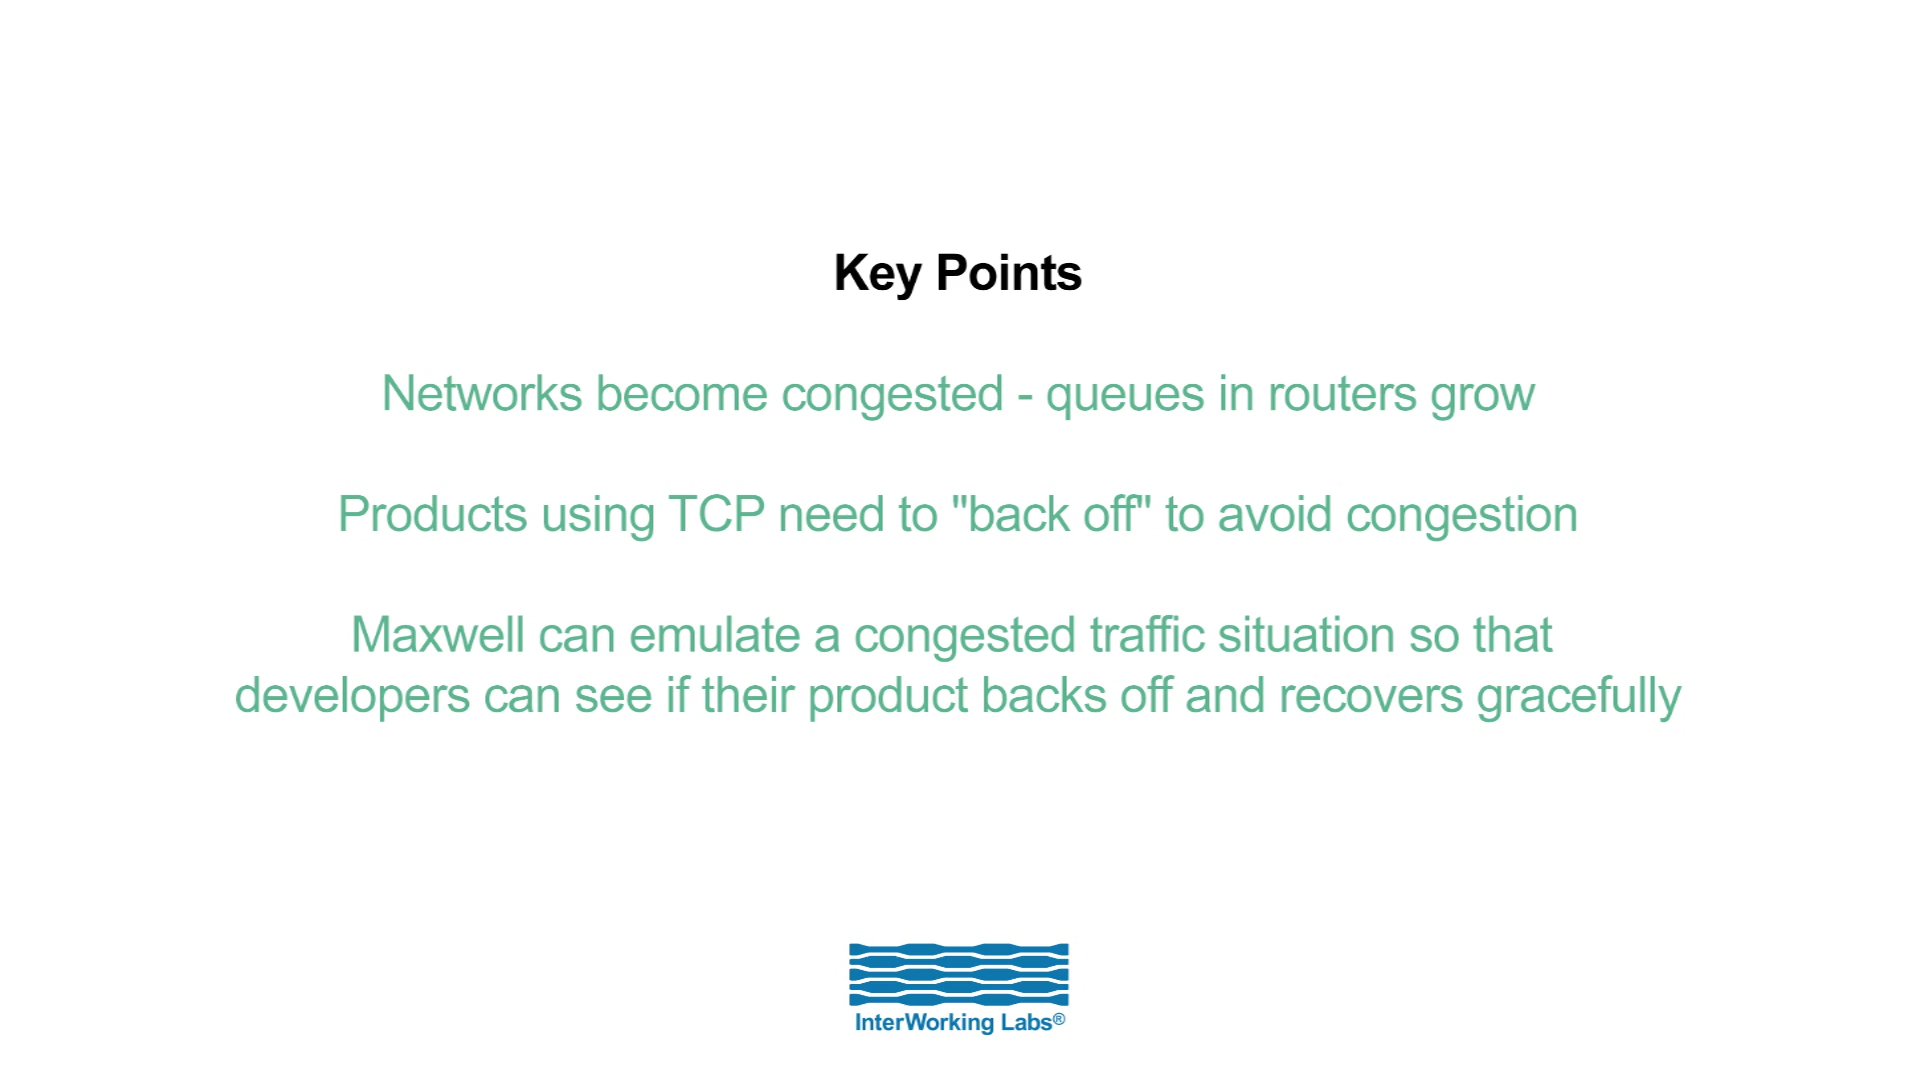 Key Points
Networks become congested - queues in routers grow
Products using TCP need to "back off" to avoid congestion
Maxwell can emulate a congested traffic situation so that
developers can see if their product backs off and recovers gracefully
InterWorking Labs®